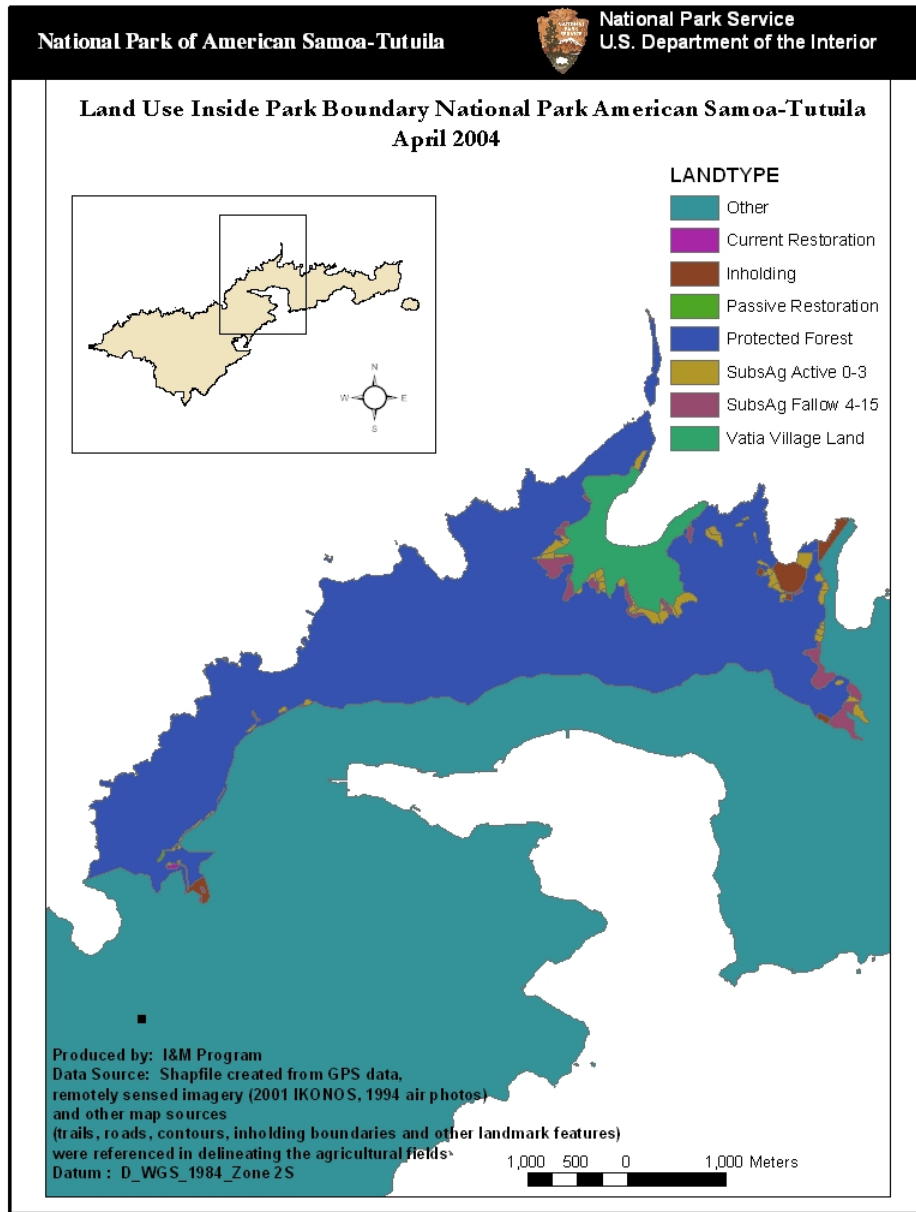 National Park of American Samoa-Tutuila
National Park Service
U.S. Department of the Interior
Land Use Inside Park Boundary National Park American Samoa-Tutuila
April 2004
LANDTYPE
Other
Current Restoration
Inholding
Passive Restoration
Protected Forest
SubsAg Active 0-3
SubsAg Fallow 4-15
Vatia Village Land
N
W E
S
Produced by: I&M Program
Data Source: Shapfile created from GPS data,
remotely sensed imagery (2001 IKONOS, 1994 air photos)
and other map sources
(trails, roads, contours, inholding boundaries and other landmark features)
were referenced in delineating the agricultural fields
Datum : D_WGS_1984_Zone 2S
1,000 500 0 1,000 Meters